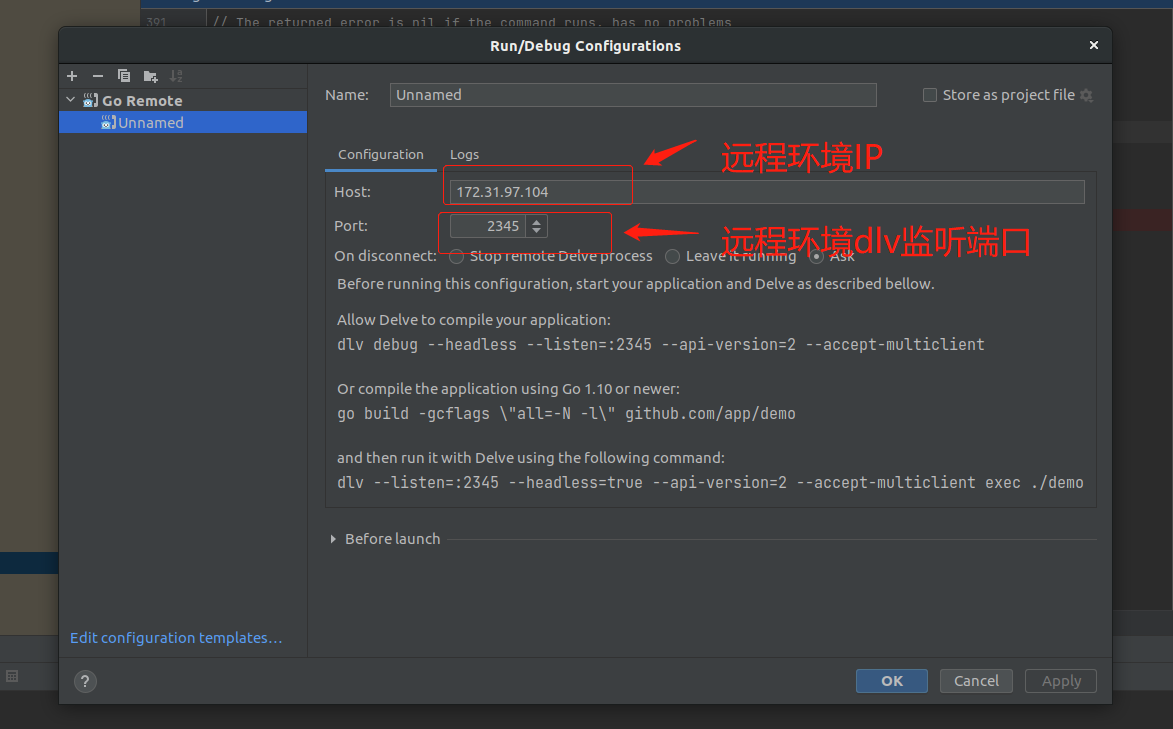 391 // The returned error is nil if the command runs, has no problems
Run/Debug Configurations
Go Remote
Unnamed
Name: Unnamed
Store as project file
Configuration Logs
远程环境IP
Host: 172.31.97.104
Port: 2345
远程环境dlv监听端口
On disconnect: Stop remote Delve process Leave it running Ask
Before running this configuration, start your application and Delve as described bellow.
Allow Delve to compile your application:
dlv debug --headless --listen=:2345 --api-version=2 --accept-multiclient
Or compile the application using Go 1.10 or newer:
go build -gcflags \"all=-N -l\" github.com/app/demo
and then run it with Delve using the following command:
dlv --listen=:2345 --headless=true --api-version=2 --accept-multiclient exec ./demo
Before launch
Edit configuration templates...
? OK Cancel Apply